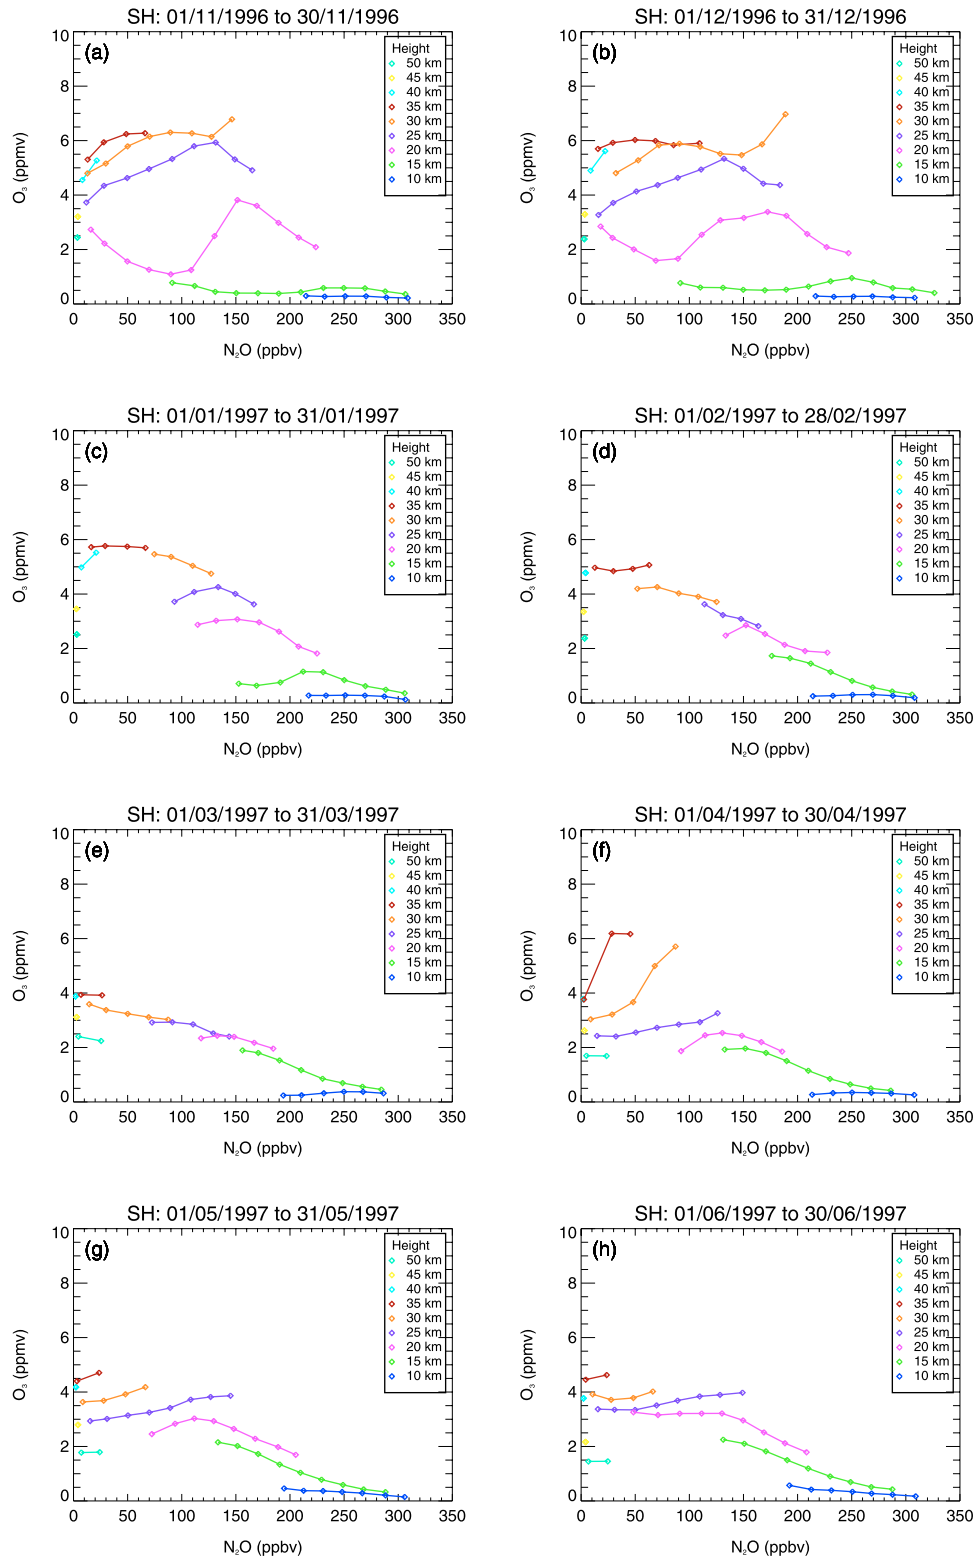 SH: 01/11/1996 to 30/11/1996
(a)
Height
50 km
45 km
40 km
35 km
30 km
25 km
20 km
15 km
10 km
O₃ (ppmv)
10
8
6
4
2
0
0 50 100 150 200 250 300 350
N₂O (ppbv)
SH: 01/12/1996 to 31/12/1996
(b)
Height
50 km
45 km
40 km
35 km
30 km
25 km
20 km
15 km
10 km
O₃ (ppmv)
10
8
6
4
2
0
0 50 100 150 200 250 300 350
N₂O (ppbv)
SH: 01/01/1997 to 31/01/1997
(c)
Height
50 km
45 km
40 km
35 km
30 km
25 km
20 km
15 km
10 km
O₃ (ppmv)
10
8
6
4
2
0
0 50 100 150 200 250 300 350
N₂O (ppbv)
SH: 01/02/1997 to 28/02/1997
(d)
Height
50 km
45 km
40 km
35 km
30 km
25 km
20 km
15 km
10 km
O₃ (ppmv)
10
8
6
4
2
0
0 50 100 150 200 250 300 350
N₂O (ppbv)
SH: 01/03/1997 to 31/03/1997
(e)
Height
50 km
45 km
40 km
35 km
30 km
25 km
20 km
15 km
10 km
O₃ (ppmv)
10
8
6
4
2
0
0 50 100 150 200 250 300 350
N₂O (ppbv)
SH: 01/04/1997 to 30/04/1997
(f)
Height
50 km
45 km
40 km
35 km
30 km
25 km
20 km
15 km
10 km
O₃ (ppmv)
10
8
6
4
2
0
0 50 100 150 200 250 300 350
N₂O (ppbv)
SH: 01/05/1997 to 31/05/1997
(g)
Height
50 km
45 km
40 km
35 km
30 km
25 km
20 km
15 km
10 km
O₃ (ppmv)
10
8
6
4
2
0
0 50 100 150 200 250 300 350
N₂O (ppbv)
SH: 01/06/1997 to 30/06/1997
(h)
Height
50 km
45 km
40 km
35 km
30 km
25 km
20 km
15 km
10 km
O₃ (ppmv)
10
8
6
4
2
0
0 50 100 150 200 250 300 350
N₂O (ppbv)